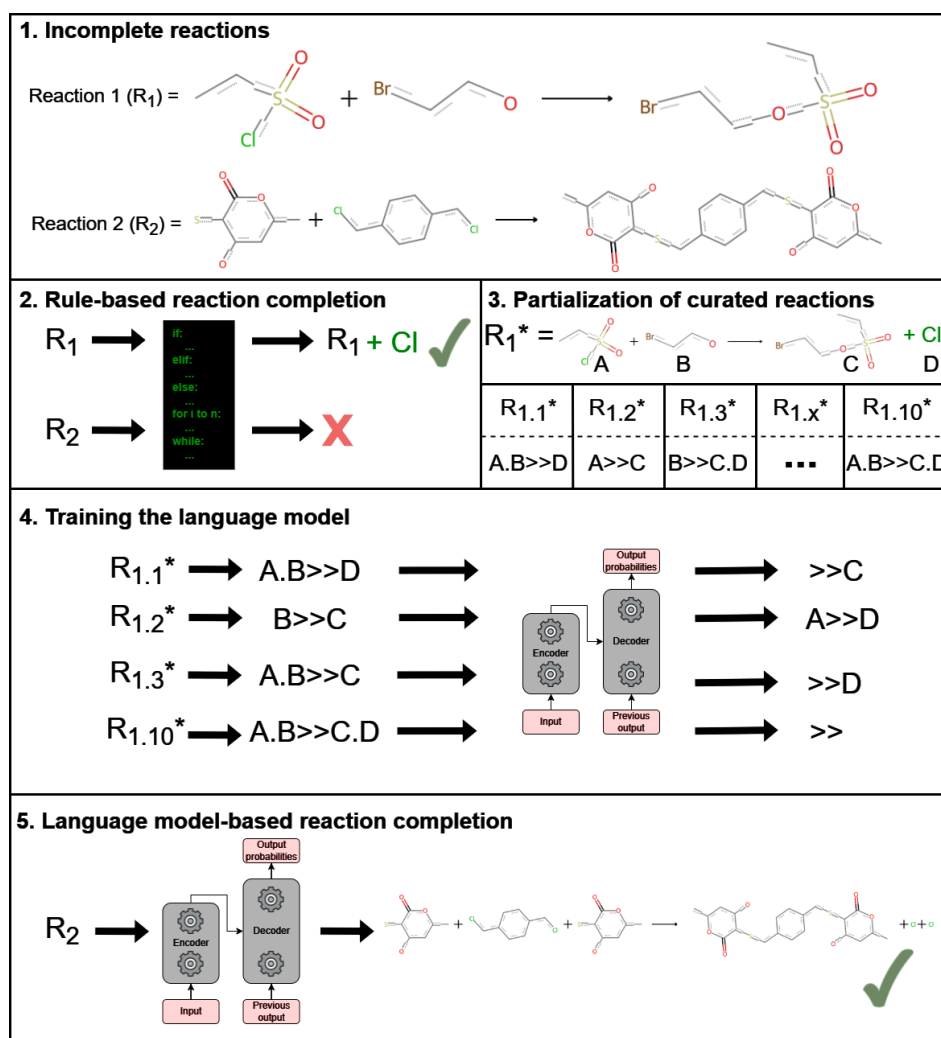 1. Incomplete reactions
Reaction 1 (R1) =
O
S
O
Cl
+
Br
O
Br
O
S
O
O
Reaction 2 (R2) =
O
O
S
O
+
Cl
Cl
O
O
O
S
S
O
O
O
2. Rule-based reaction completion
R1
R1 + Cl
if:
...
elif:
...
else:
...
for i to n:
...
while:
...
R2
X
3. Partialization of curated reactions
R1* =
A
+
B
C
+ Cl
D
R1.1* R1.2* R1.3* R1.x* R1.10*
A.B>>D A>>C B>>C.D ... A.B>>C.D
4. Training the language model
R1.1* A.B>>D >>C
R1.2* B>>C A>>D
R1.3* A.B>>C >>D
R1.10* A.B>>C.D >>
Output probabilities
Encoder
Decoder
Input
Previous output
5. Language model-based reaction completion
R2
Output probabilities
Encoder
Decoder
Input
Previous output
+ +
+ +